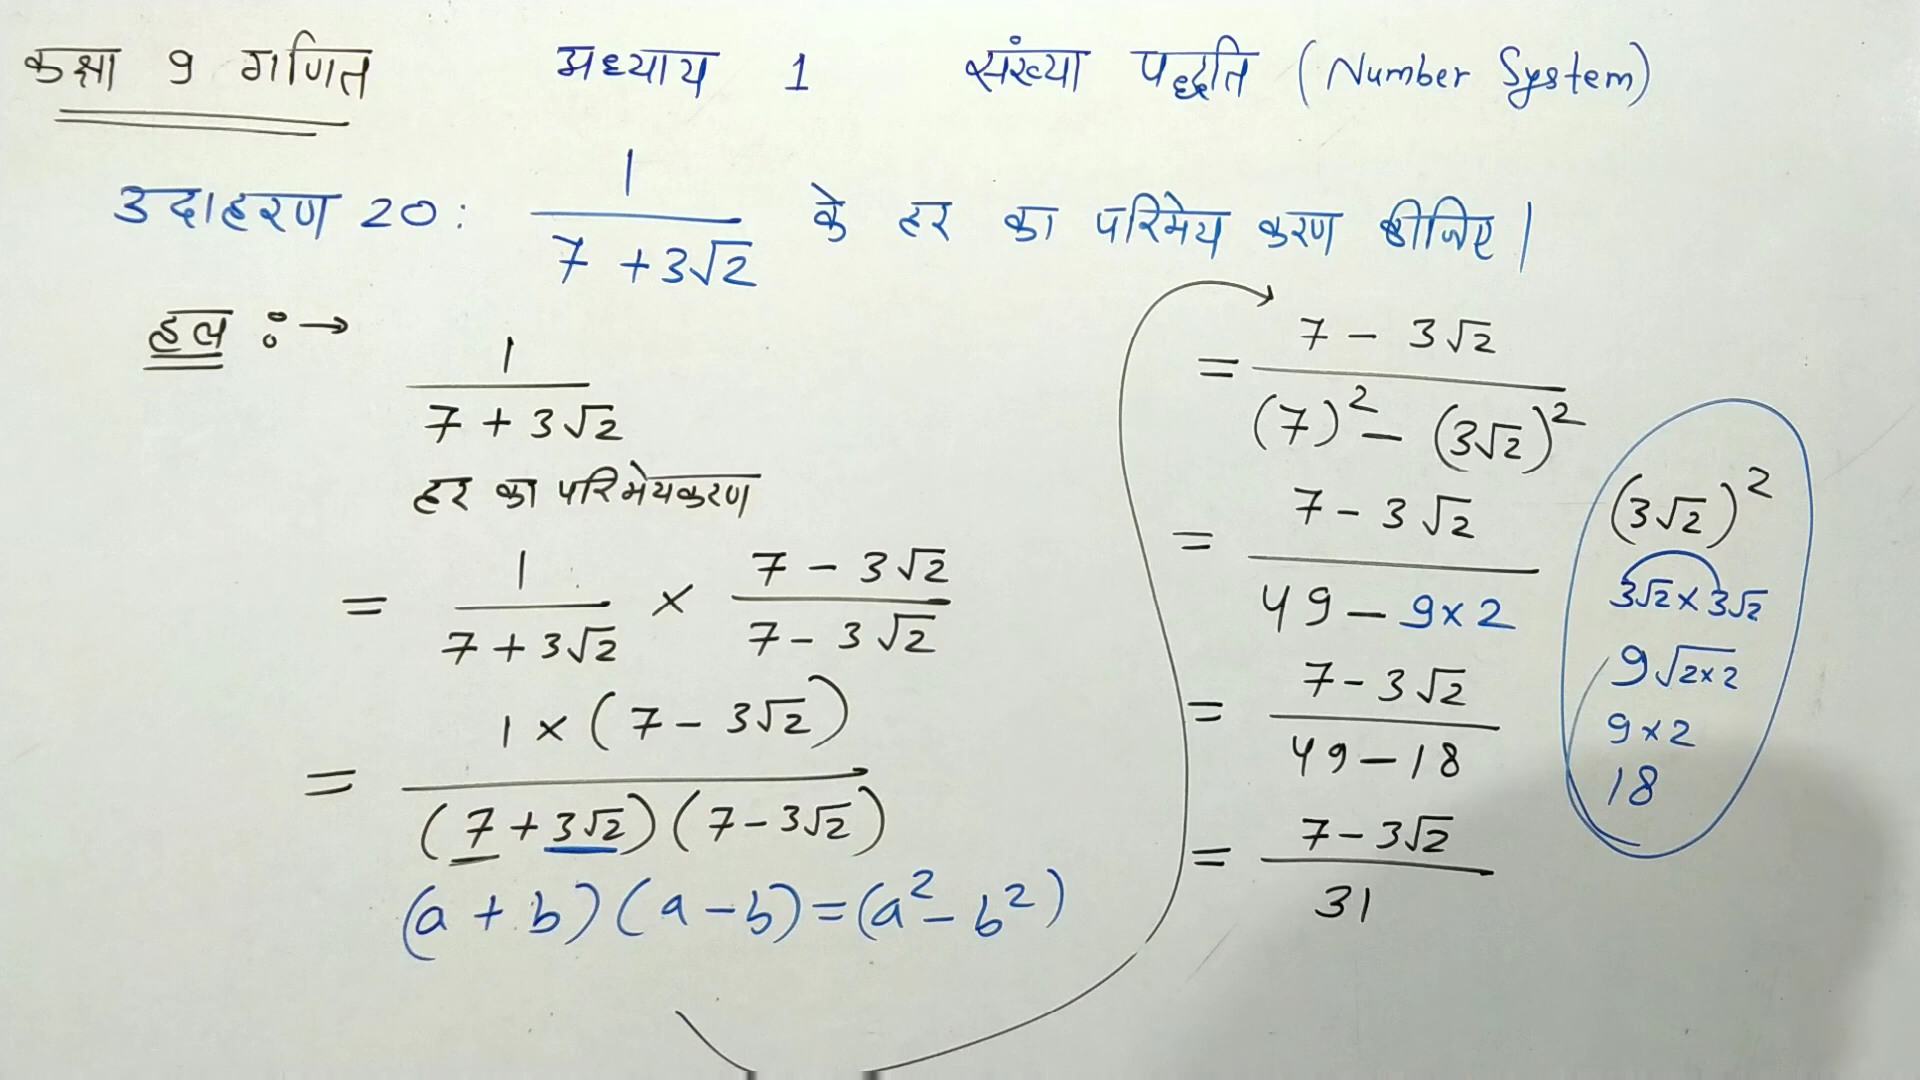 कक्षा 9 गणित अध्याय 1 संख्या पद्धति (Number System)
उदाहरण 20: 1/(7 + 3√2) के हर का परिमेय करण कीजिए।
हल :→
1/(7 + 3√2)
हर का परिमेयकरण
= 1/(7 + 3√2) × (7 - 3√2)/(7 - 3√2)
= 1 × (7 - 3√2)/(7 + 3√2)(7 - 3√2)
(a + b)(a - b) = (a² - b²)
= (7 - 3√2)/((7)² - (3√2)²)
= (7 - 3√2)/(49 - 9×2)
= (7 - 3√2)/(49 - 18)
= (7 - 3√2)/31
(3√2)²
3√2 × 3√2
9√2×2
9×2
18